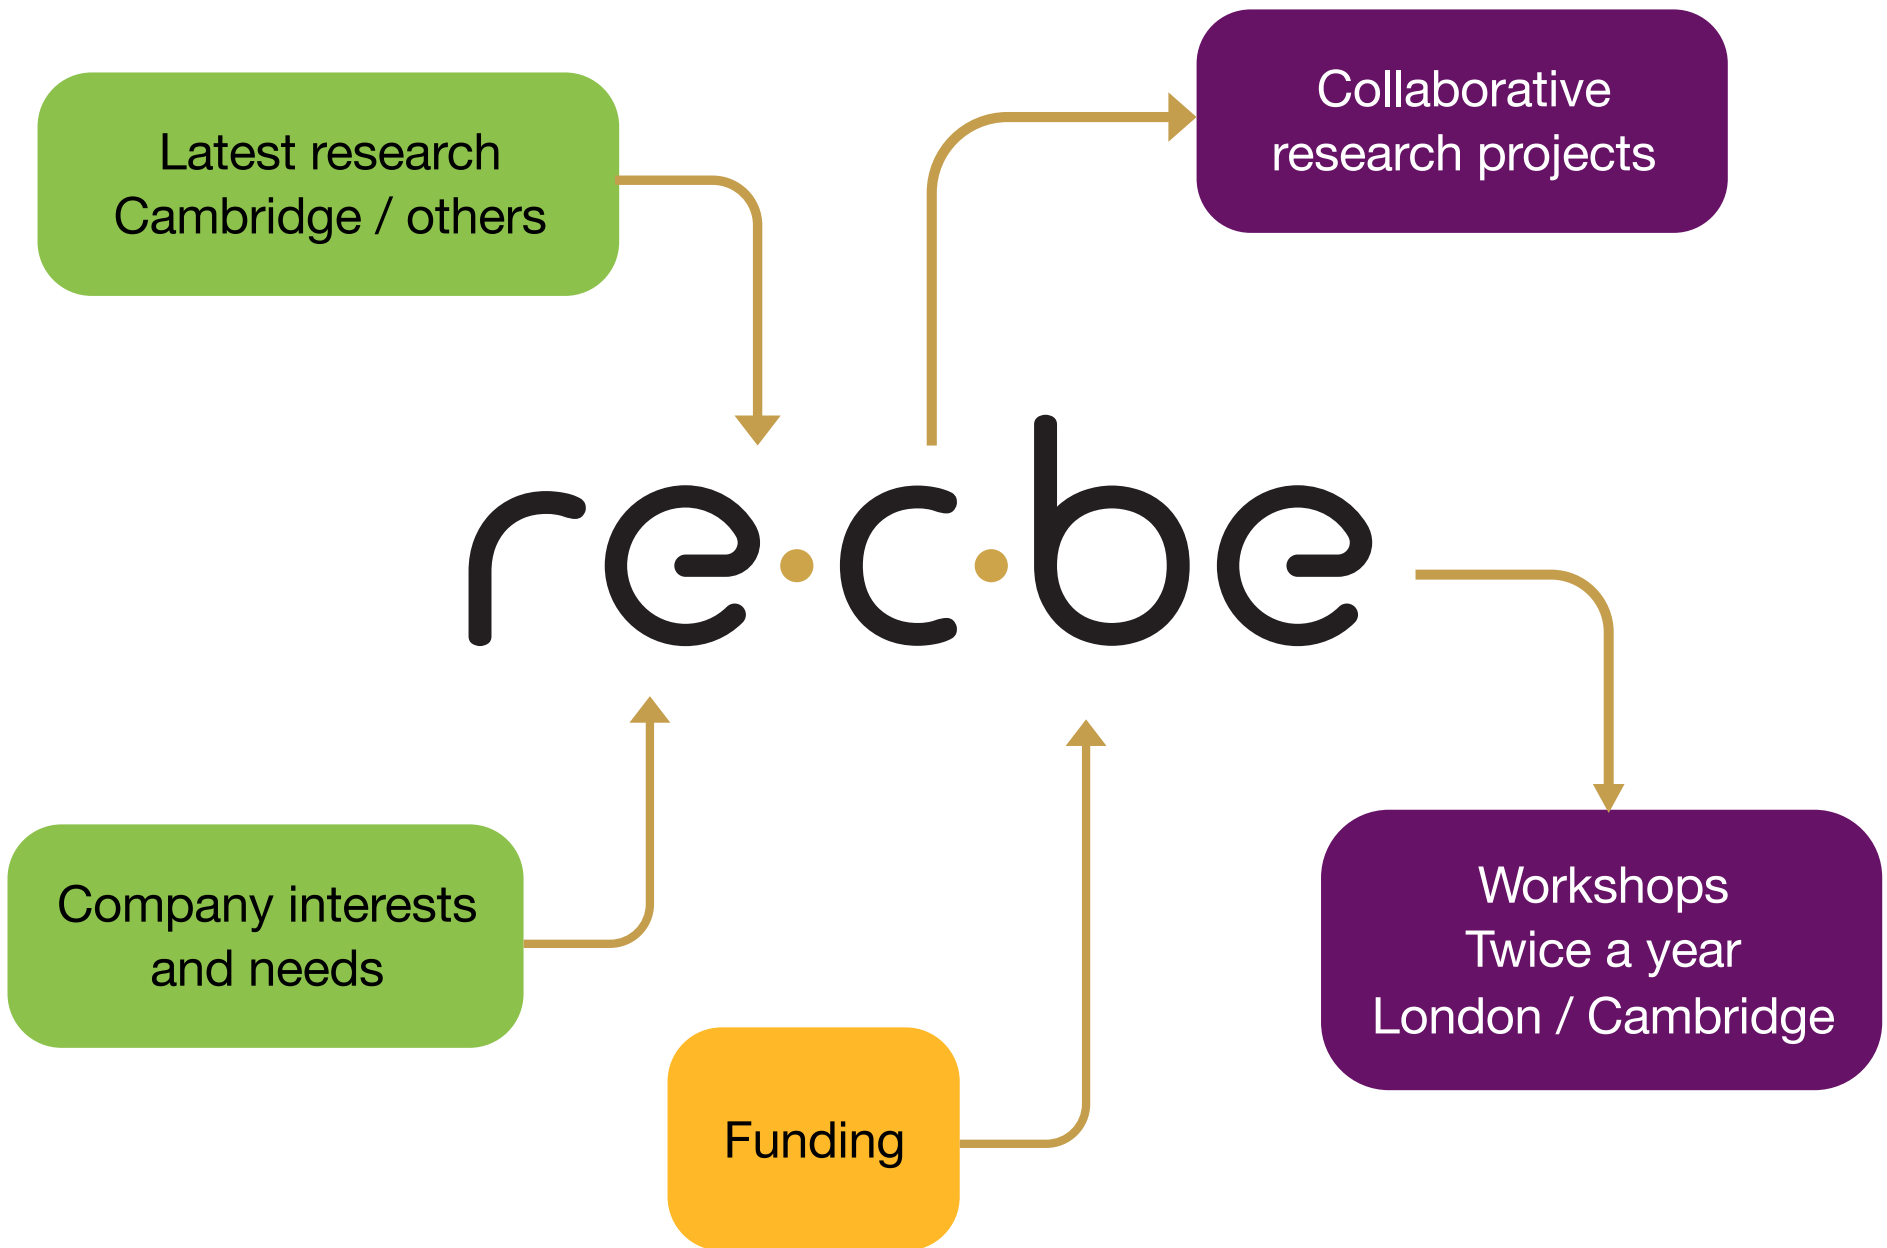 Latest research
Cambridge / others
Collaborative
research projects
re·c·be
Company interests
and needs
Funding
Workshops
Twice a year
London / Cambridge